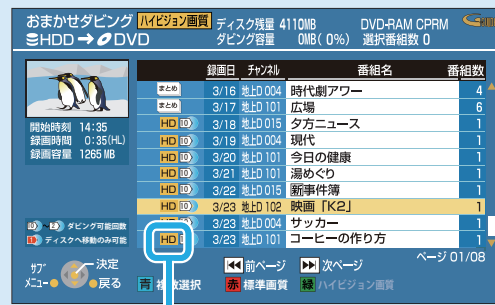 おまかせダビング ハイビジョン画質 ディスク残量 4110MB DVD-RAM CPRM
HDD→DVD ダビング容量 0MB( 0%) 選択番組数 0
録画日 チャンネル 番組名 番組数
まとめ 3/16 地上D 004 時代劇アワー 4
まとめ 3/17 地上D 101 広場 6
HD 10 3/18 地上D 015 夕方ニュース 1
HD 10 3/19 地上D 004 現代 1
HD 10 3/20 地上D 101 今日の健康 1
HD 10 3/21 地上D 101 湯めぐり 1
HD 10 3/22 地上D 015 新事件簿 1
HD 10 3/23 地上D 102 映画「K2」 1
3/23 地上D 004 サッカー 1
HD 10 3/23 地上D 101 コーヒーの作り方 1
開始時刻 14:35
録画時間 0:35(HL)
録画容量 1265 MB
10~2 ダビング可能回数
1 ディスクへ移動のみ可能
ページ 01/08
サブメニュー 決定 戻る
前ページ 次ページ
青 複数選択 赤 標準画質 緑 ハイビジョン画質